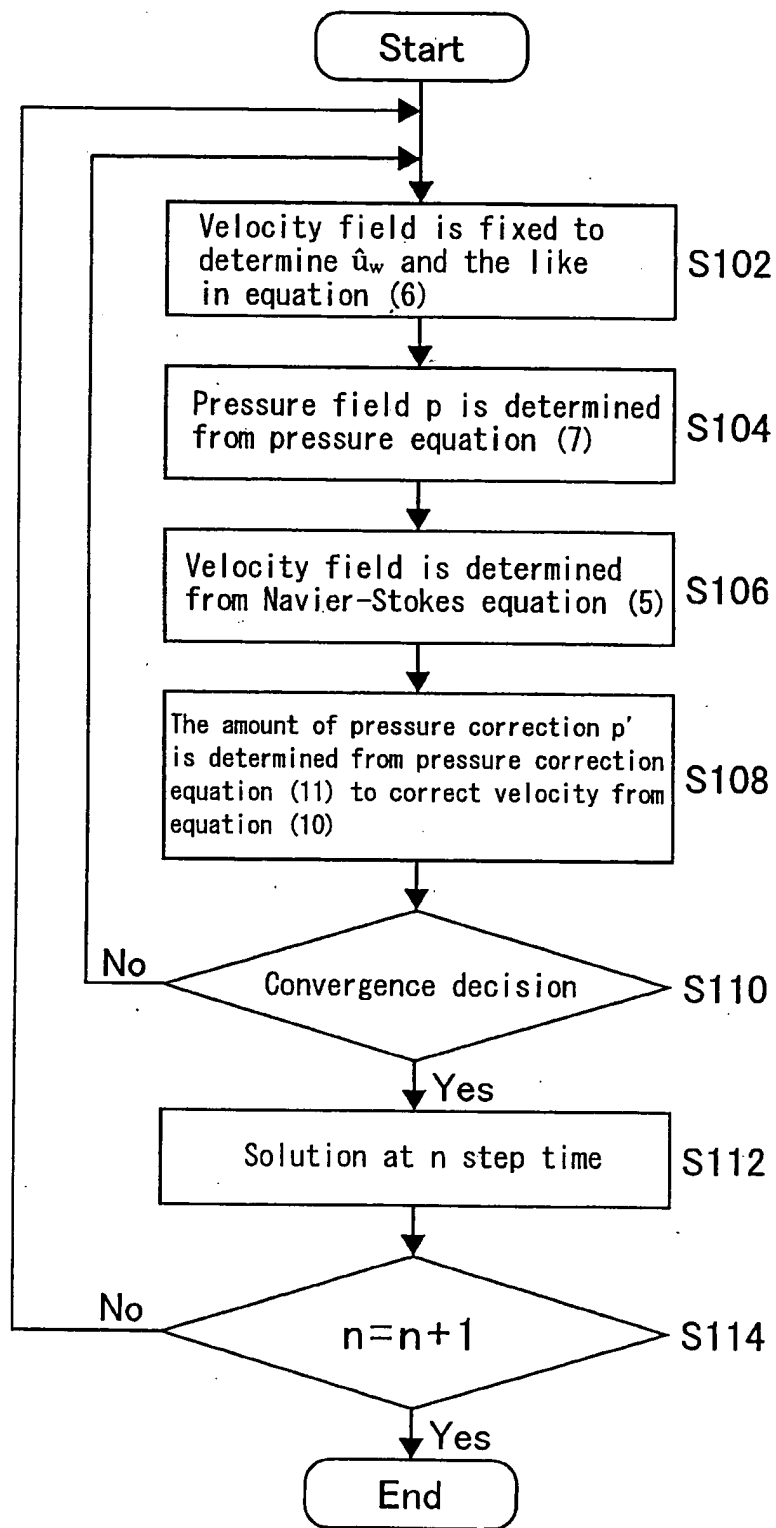 Start
Velocity field is fixed to
determine ûw and the like
in equation (6)
S102
Pressure field p is determined
from pressure equation (7)
S104
Velocity field is determined
from Navier-Stokes equation (5)
S106
The amount of pressure correction p'
is determined from pressure correction
equation (11) to correct velocity from
equation (10)
S108
No
Convergence decision
S110
Yes
Solution at n step time
S112
No
n=n+1
S114
Yes
End